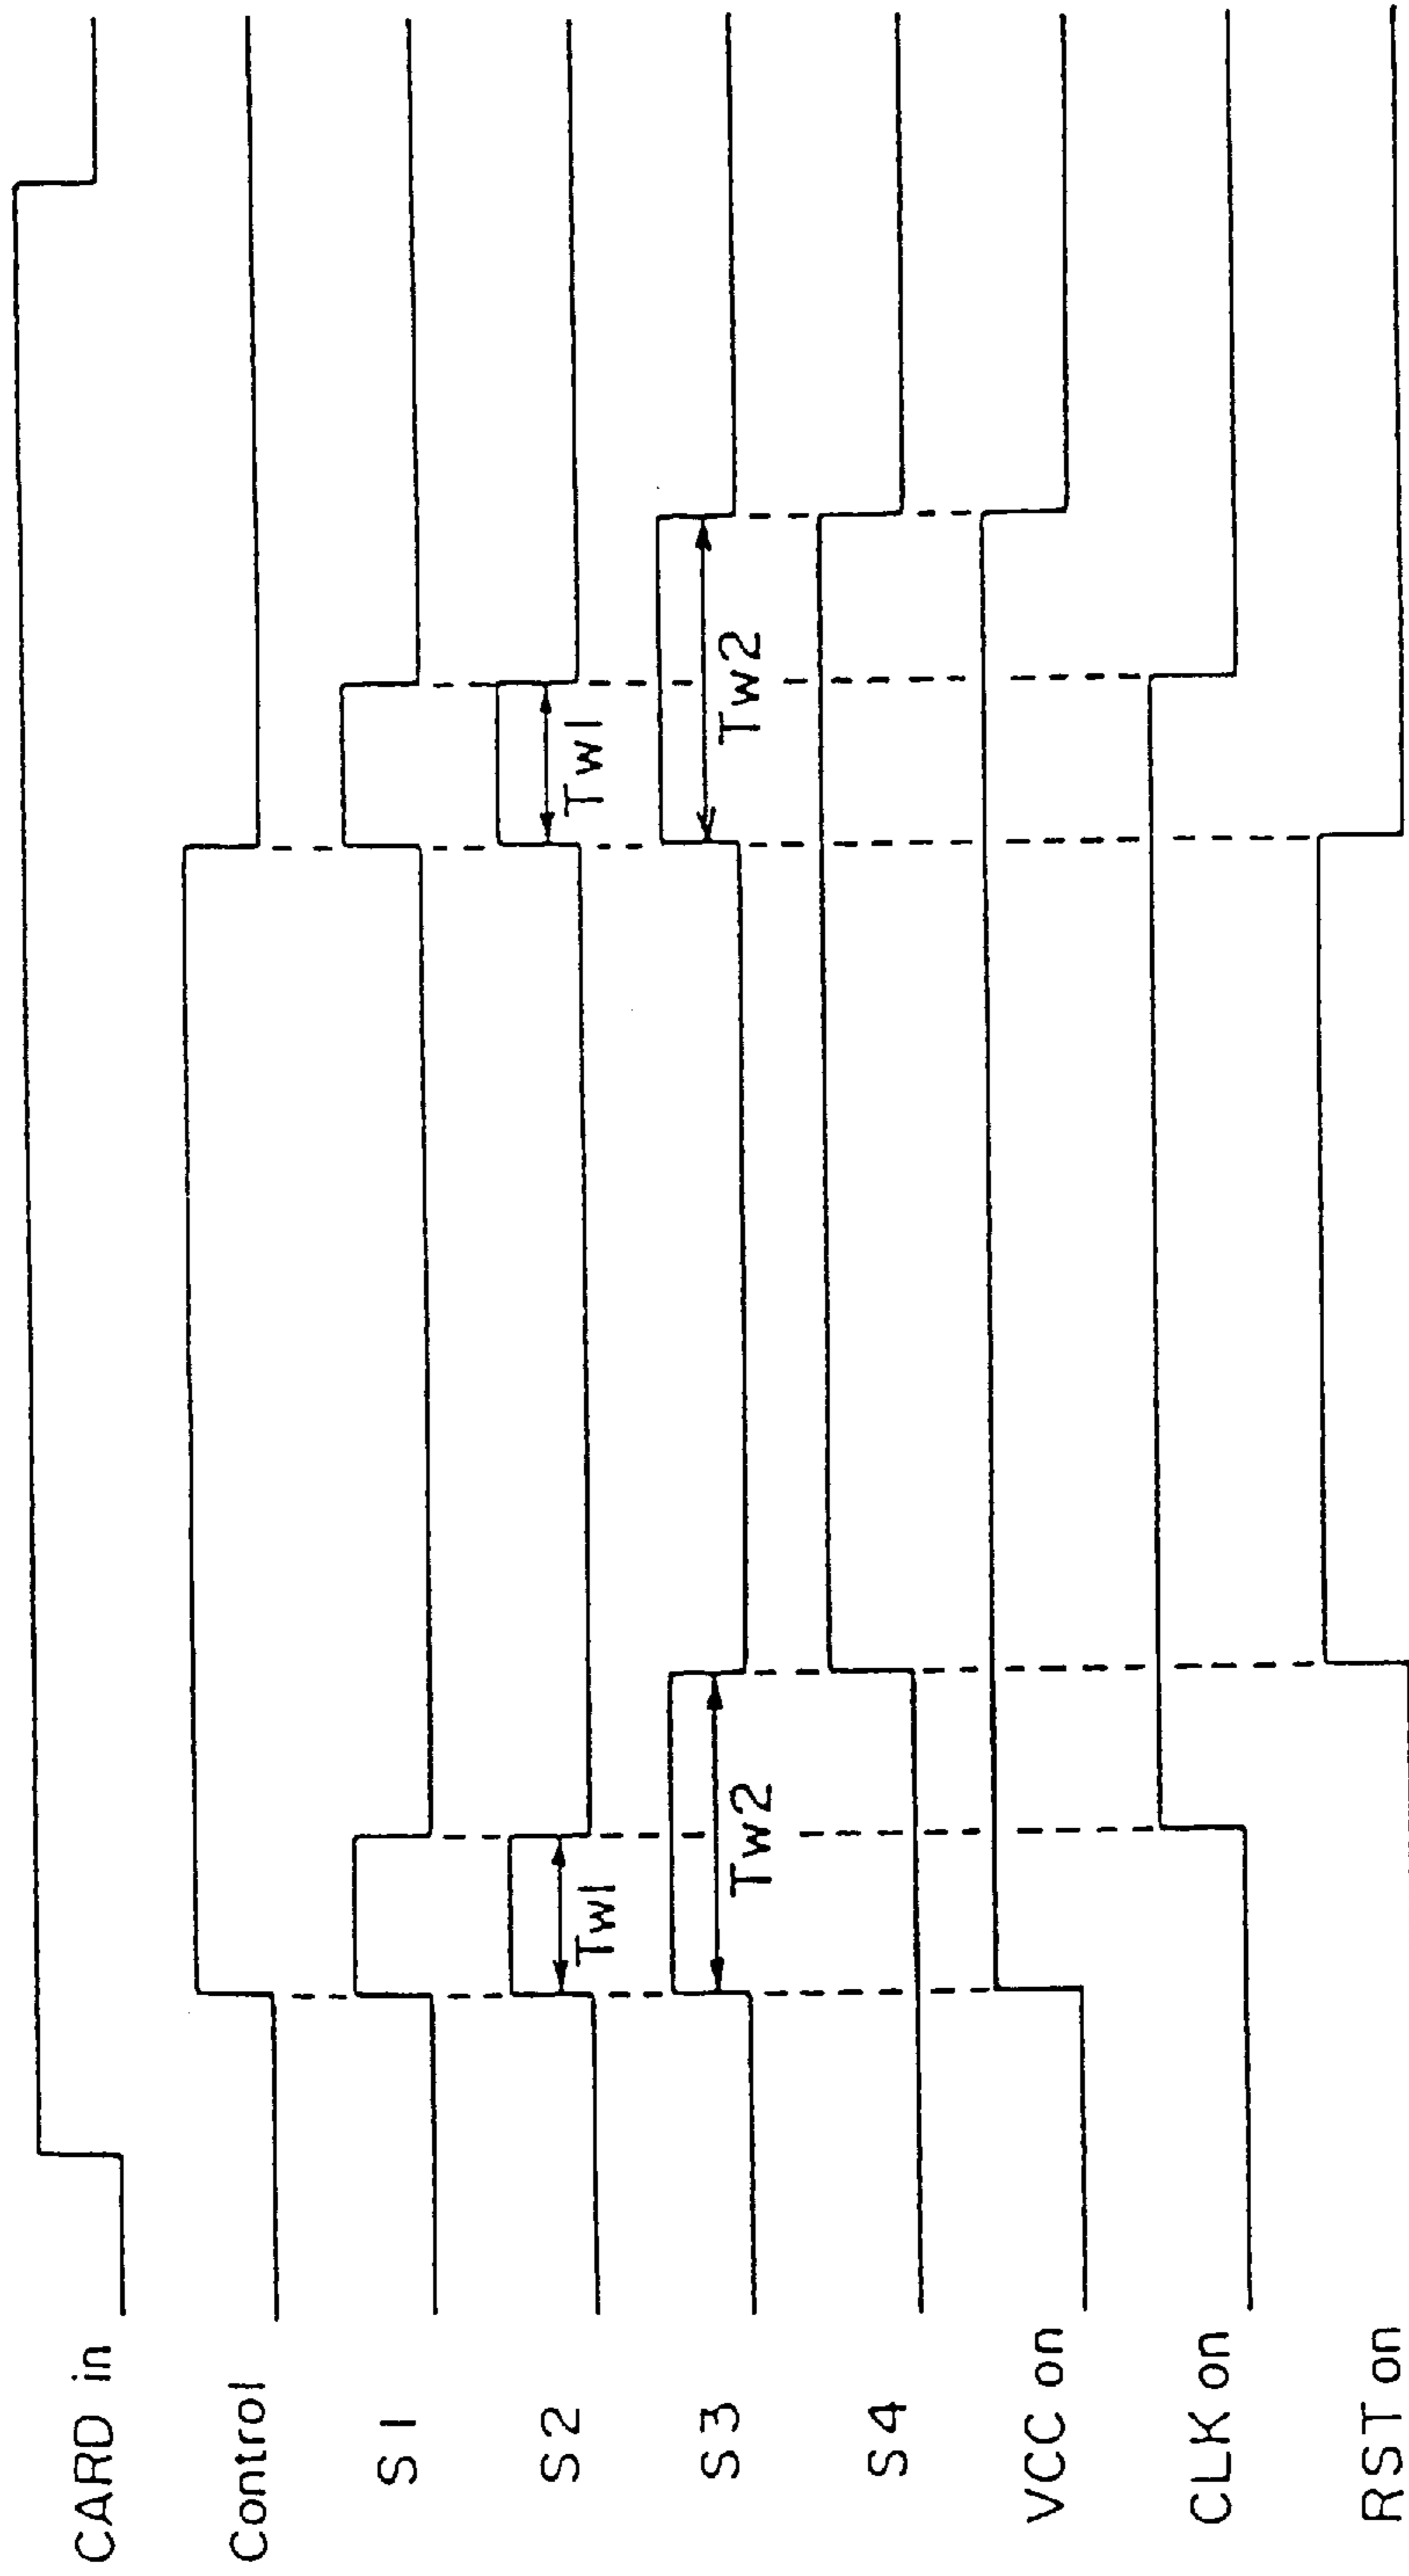 CARD in
Control
S1
S2
Tw1
Tw1
S3
Tw2
Tw2
S4
VCC on
CLK on
RST on